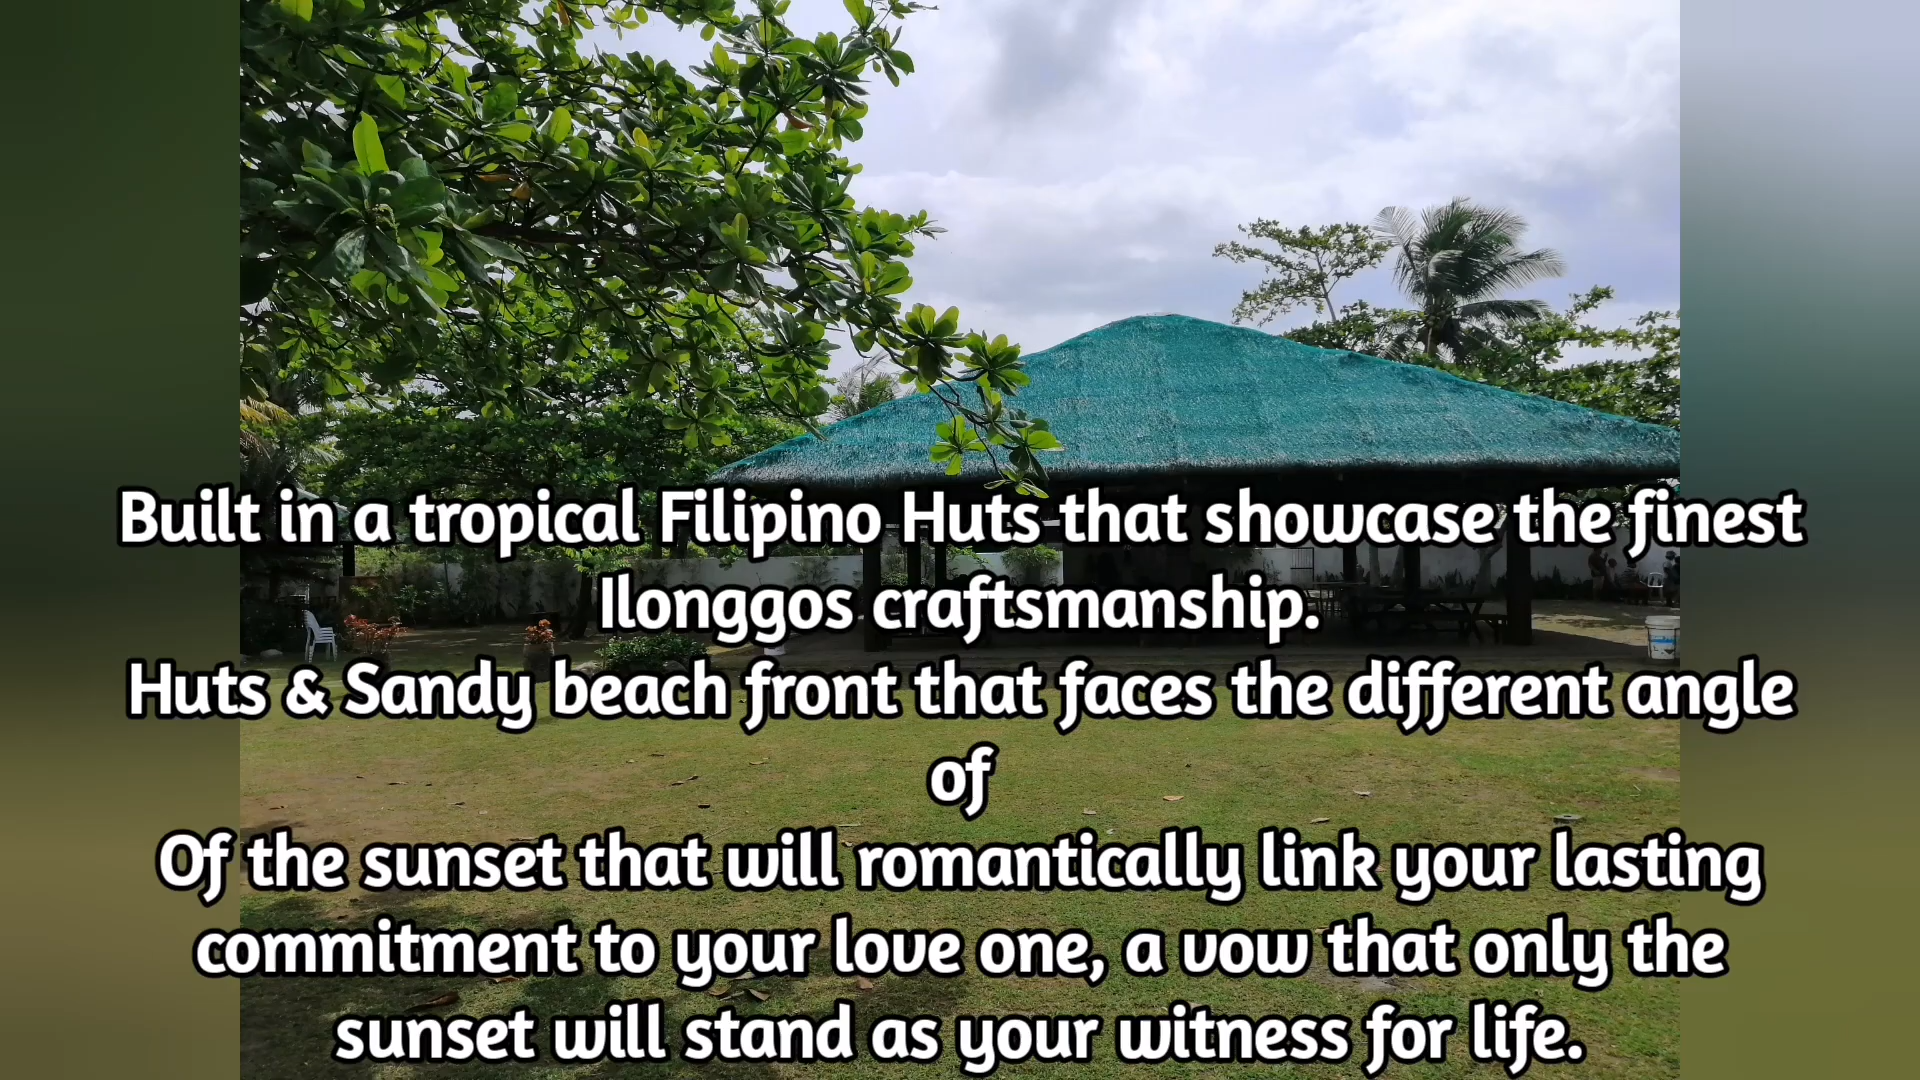 Built in a tropical Filipino Huts that showcase the finest
Ilonggos craftsmanship.
Huts & Sandy beach front that faces the different angle
of
Of the sunset that will romantically link your lasting
commitment to your love one, a vow that only the
sunset will stand as your witness for life.